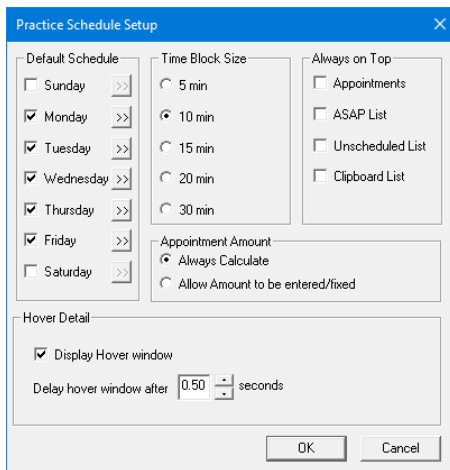 Practice Schedule Setup
Default Schedule
Sunday >>
Monday >>
Tuesday >>
Wednesday >>
Thursday >>
Friday >>
Saturday >>
Time Block Size
5 min
10 min
15 min
20 min
30 min
Always on Top
Appointments
ASAP List
Unscheduled List
Clipboard List
Appointment Amount
Always Calculate
Allow Amount to be entered/fixed
Hover Detail
Display Hover window
Delay hover window after 0.50 seconds
OK Cancel